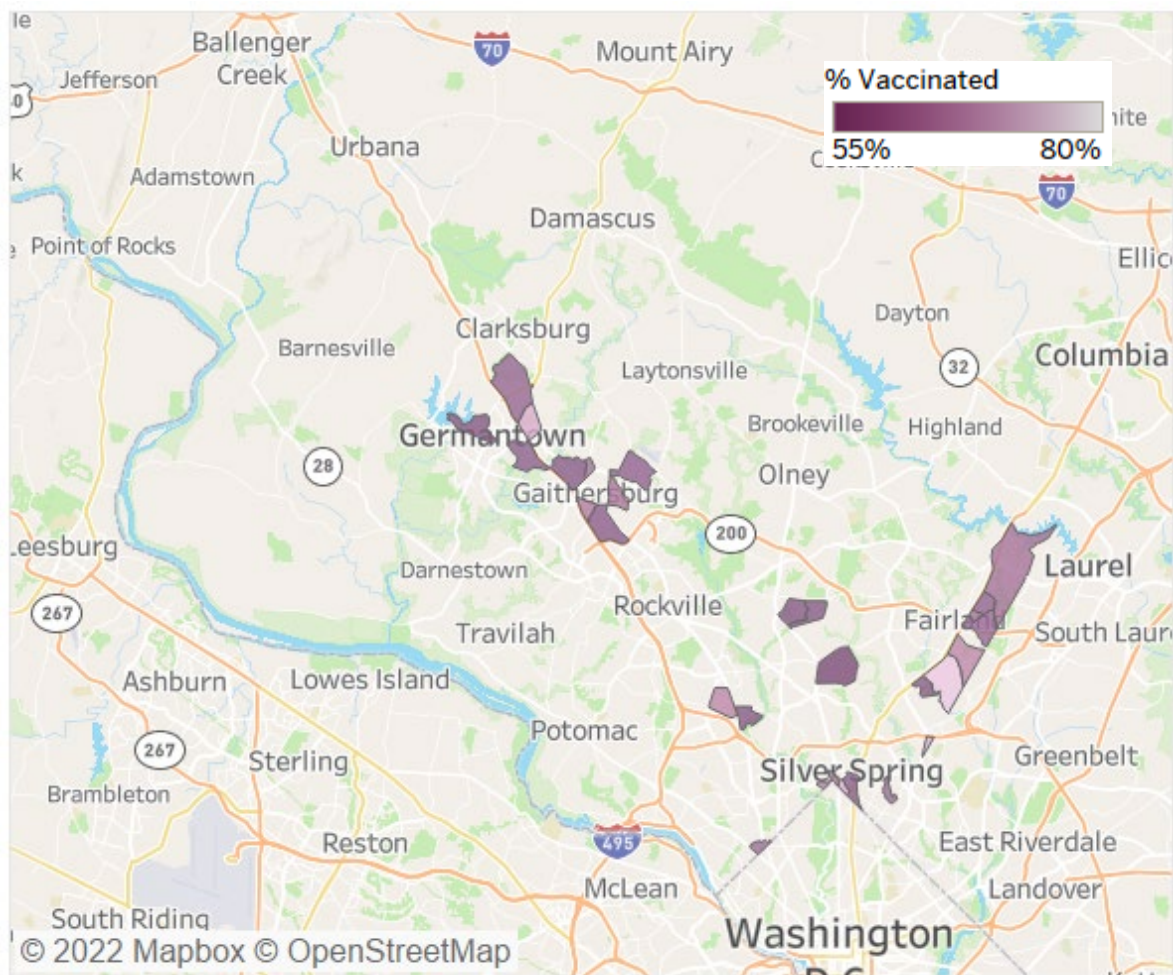 Ballenger
Creek
70
Mount Airy
Jefferson
% Vaccinated
55%
80%
Urbana
Adamstown
70
Damascus
Point of Rocks
Dayton
Clarksburg
Barnesville
Laytonsville
32
Columbia
Brookeville
Highland
Germantown
28
Olney
Gaithersburg
200
Leesburg
Darnestown
Laurel
267
Rockville
Fairland
Travilah
Ashburn
Lowes Island
Potomac
267
Sterling
Silver Spring
Greenbelt
Brambleton
Reston
495
East Riverdale
McLean
Landover
South Riding
Washington
© 2022 Mapbox © OpenStreetMap